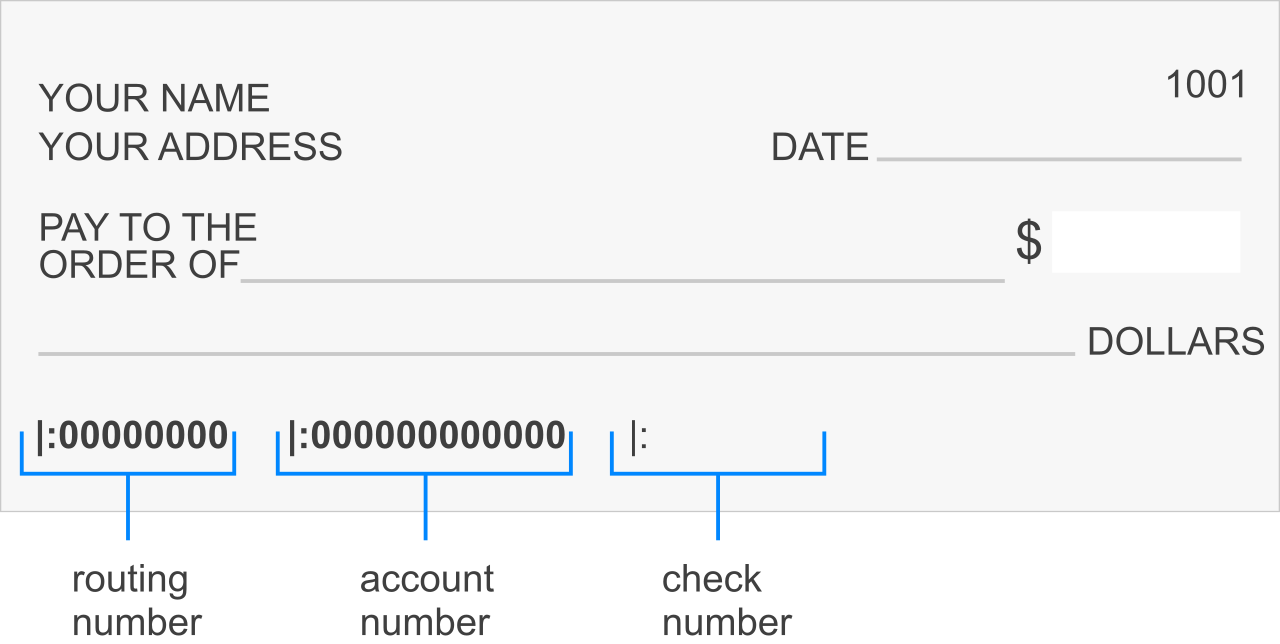 YOUR NAME
1001
YOUR ADDRESS
DATE
PAY TO THE
ORDER OF
$
DOLLARS
|:00000000 |:000000000000 |:
routing
number
account
number
check
number